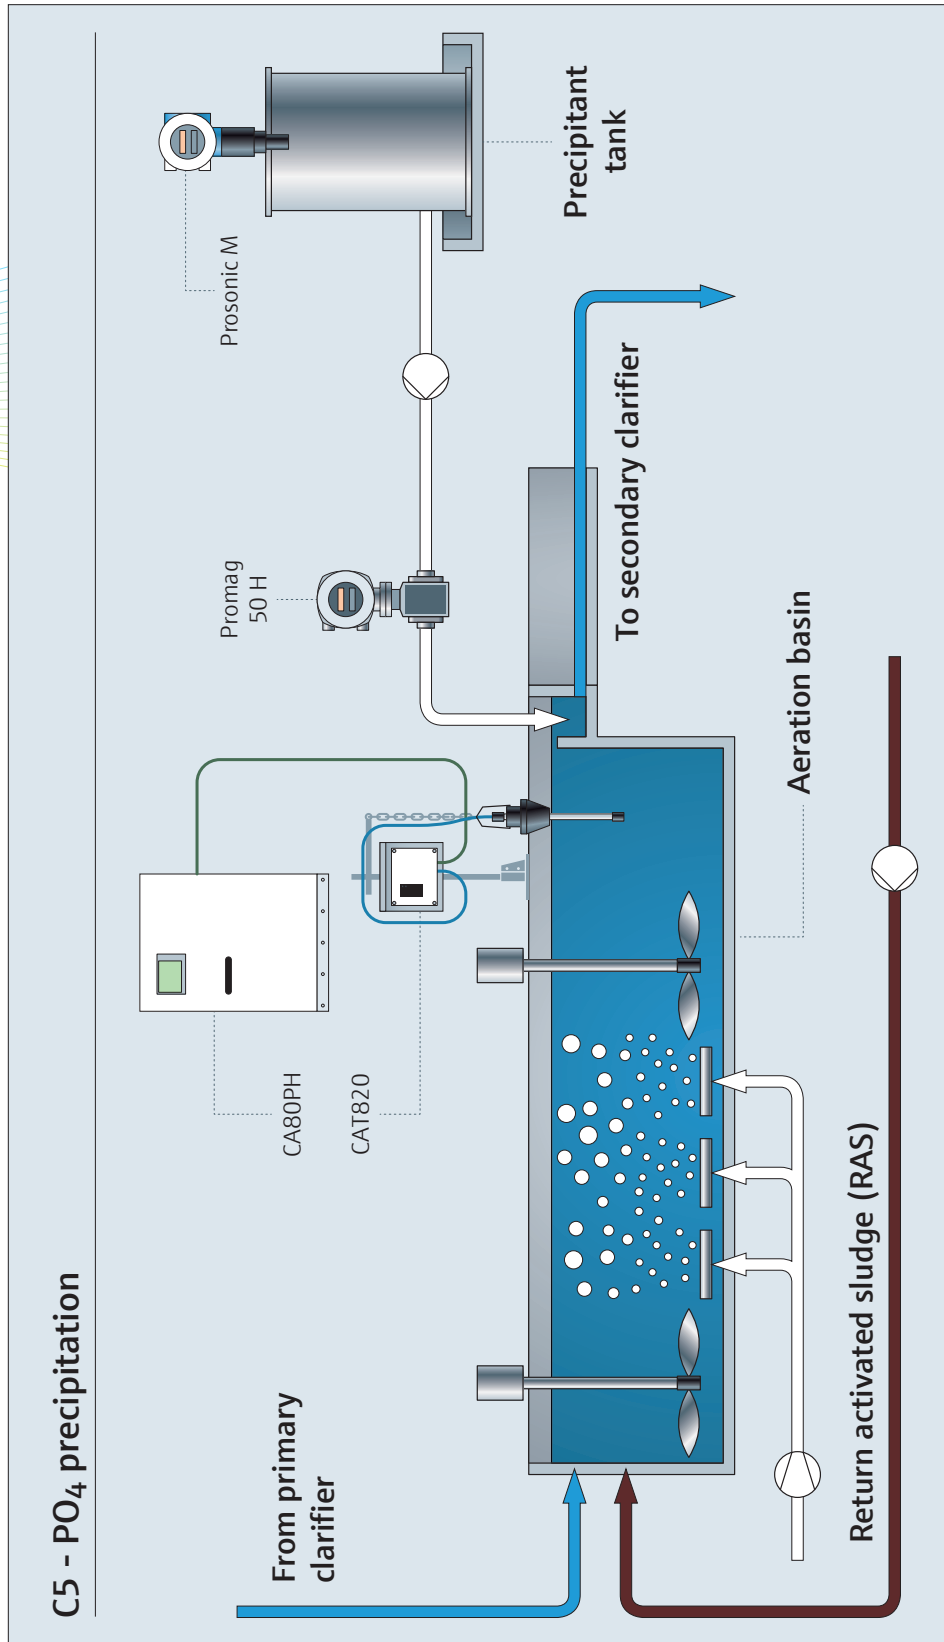 C5 - PO₄ precipitation
From primary
clarifier
CA80PH
CAT820
Promag
50 H
Prosonic M
Precipitant
tank
To secondary clarifier
Aeration basin
Return activated sludge (RAS)